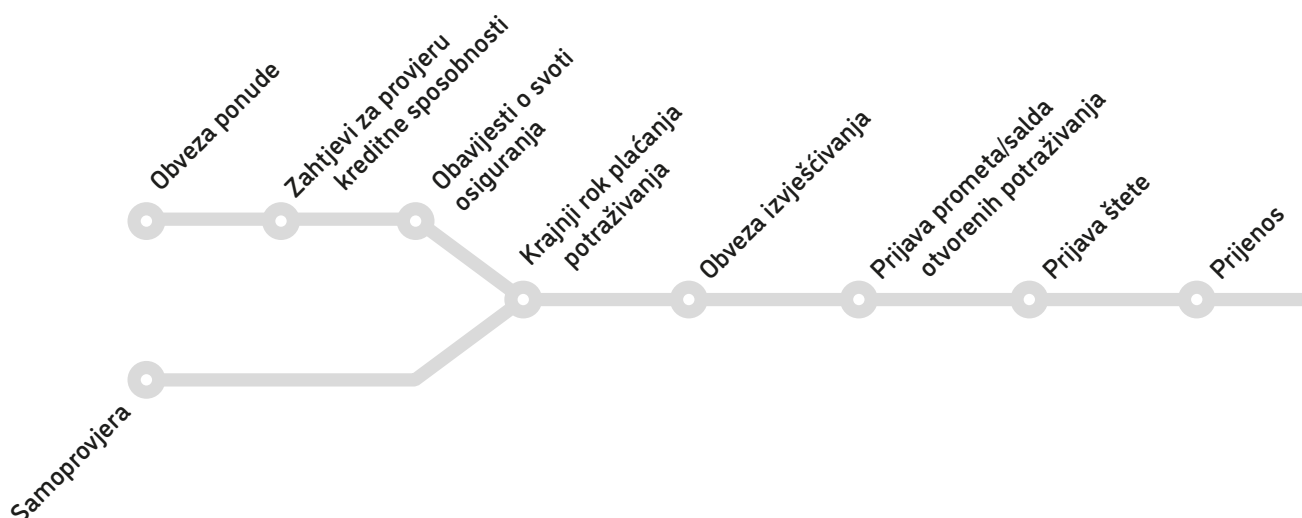 Obveza ponude
Zahtjevi za provjeru
kreditne sposobnosti
Obavijesti o svoti
osiguranja
Krajnji rok plaćanja
potraživanja
Obveza izvješćivanja
Prijava prometa/salda
otvorenih potraživanja
Prijava štete
Prijenos
Samoprovjera